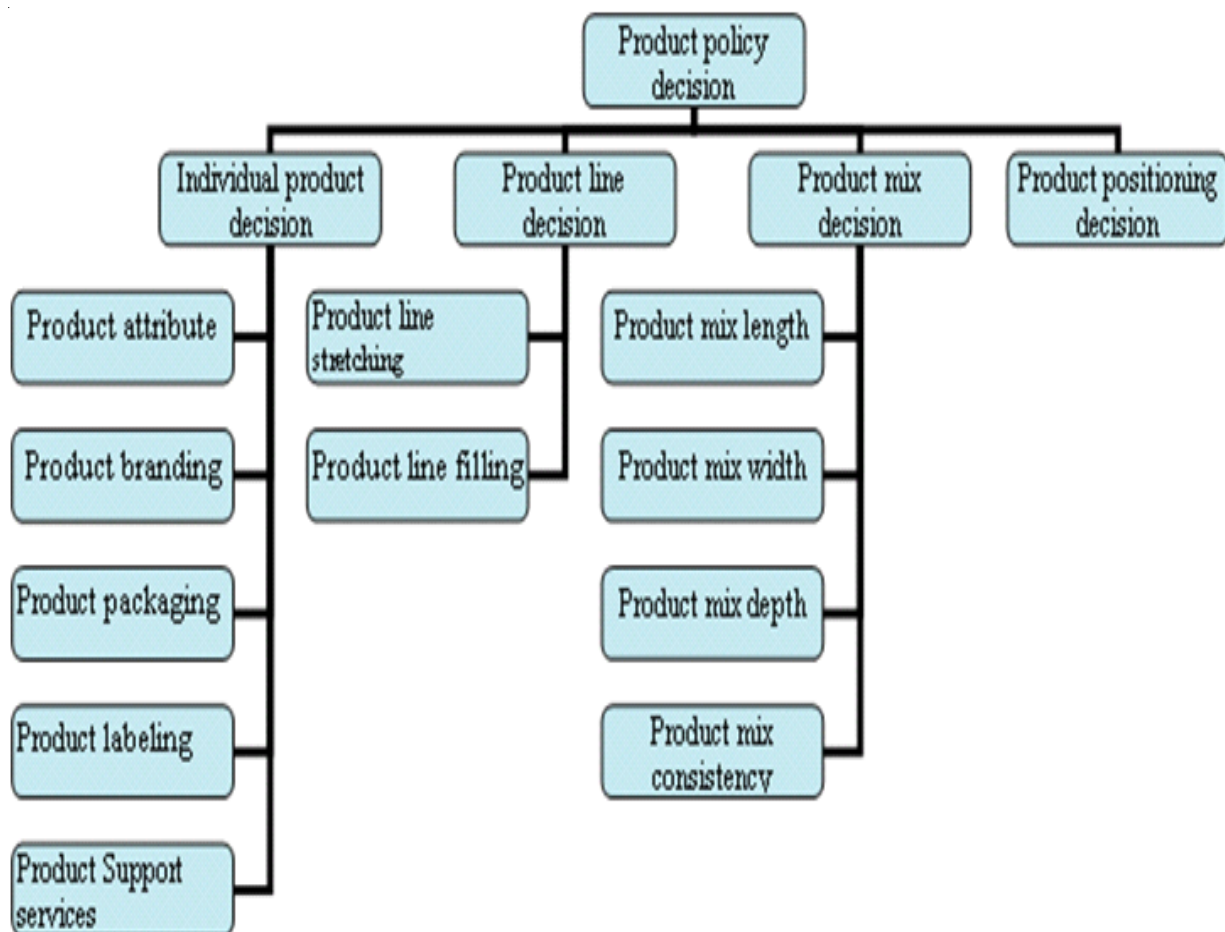 Product policy
decision
Individual product
decision
Product line
decision
Product mix
decision
Product positioning
decision
Product attribute
Product line
stretching
Product mix length
Product branding
Product line filling
Product mix width
Product packaging
Product mix depth
Product labeling
Product mix
consistency
Product Support
services